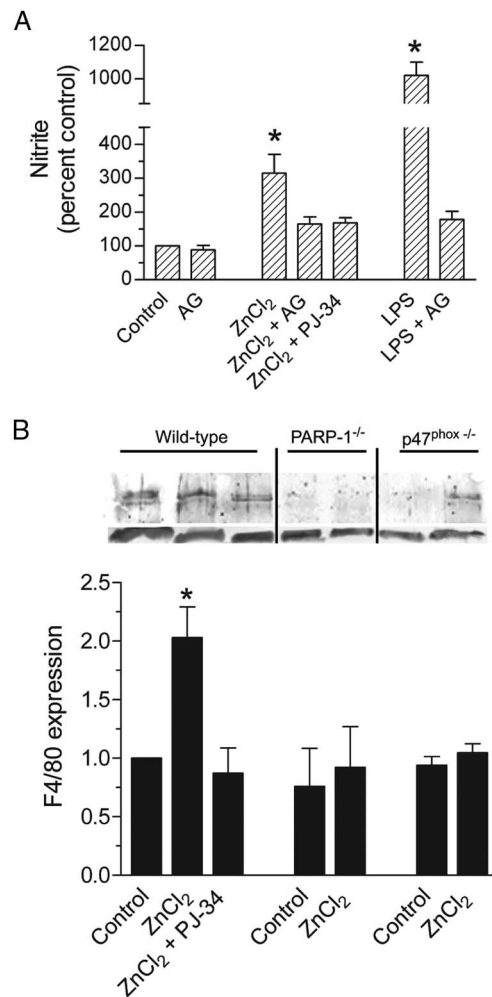 A
Nitrite
(percent control)
1200
1000
400
300
200
100
0
*
*
Control
AG
ZnCl₂
ZnCl₂ + AG
ZnCl₂ + PJ-34
LPS
LPS + AG
B
Wild-type
PARP-1⁻/⁻
p47ᵖʰᵒˣ ⁻/⁻
F4/80 expression
2.5
2.0
1.5
1.0
0.5
0.0
*
Control
ZnCl₂
ZnCl₂ + PJ-34
Control
ZnCl₂
Control
ZnCl₂